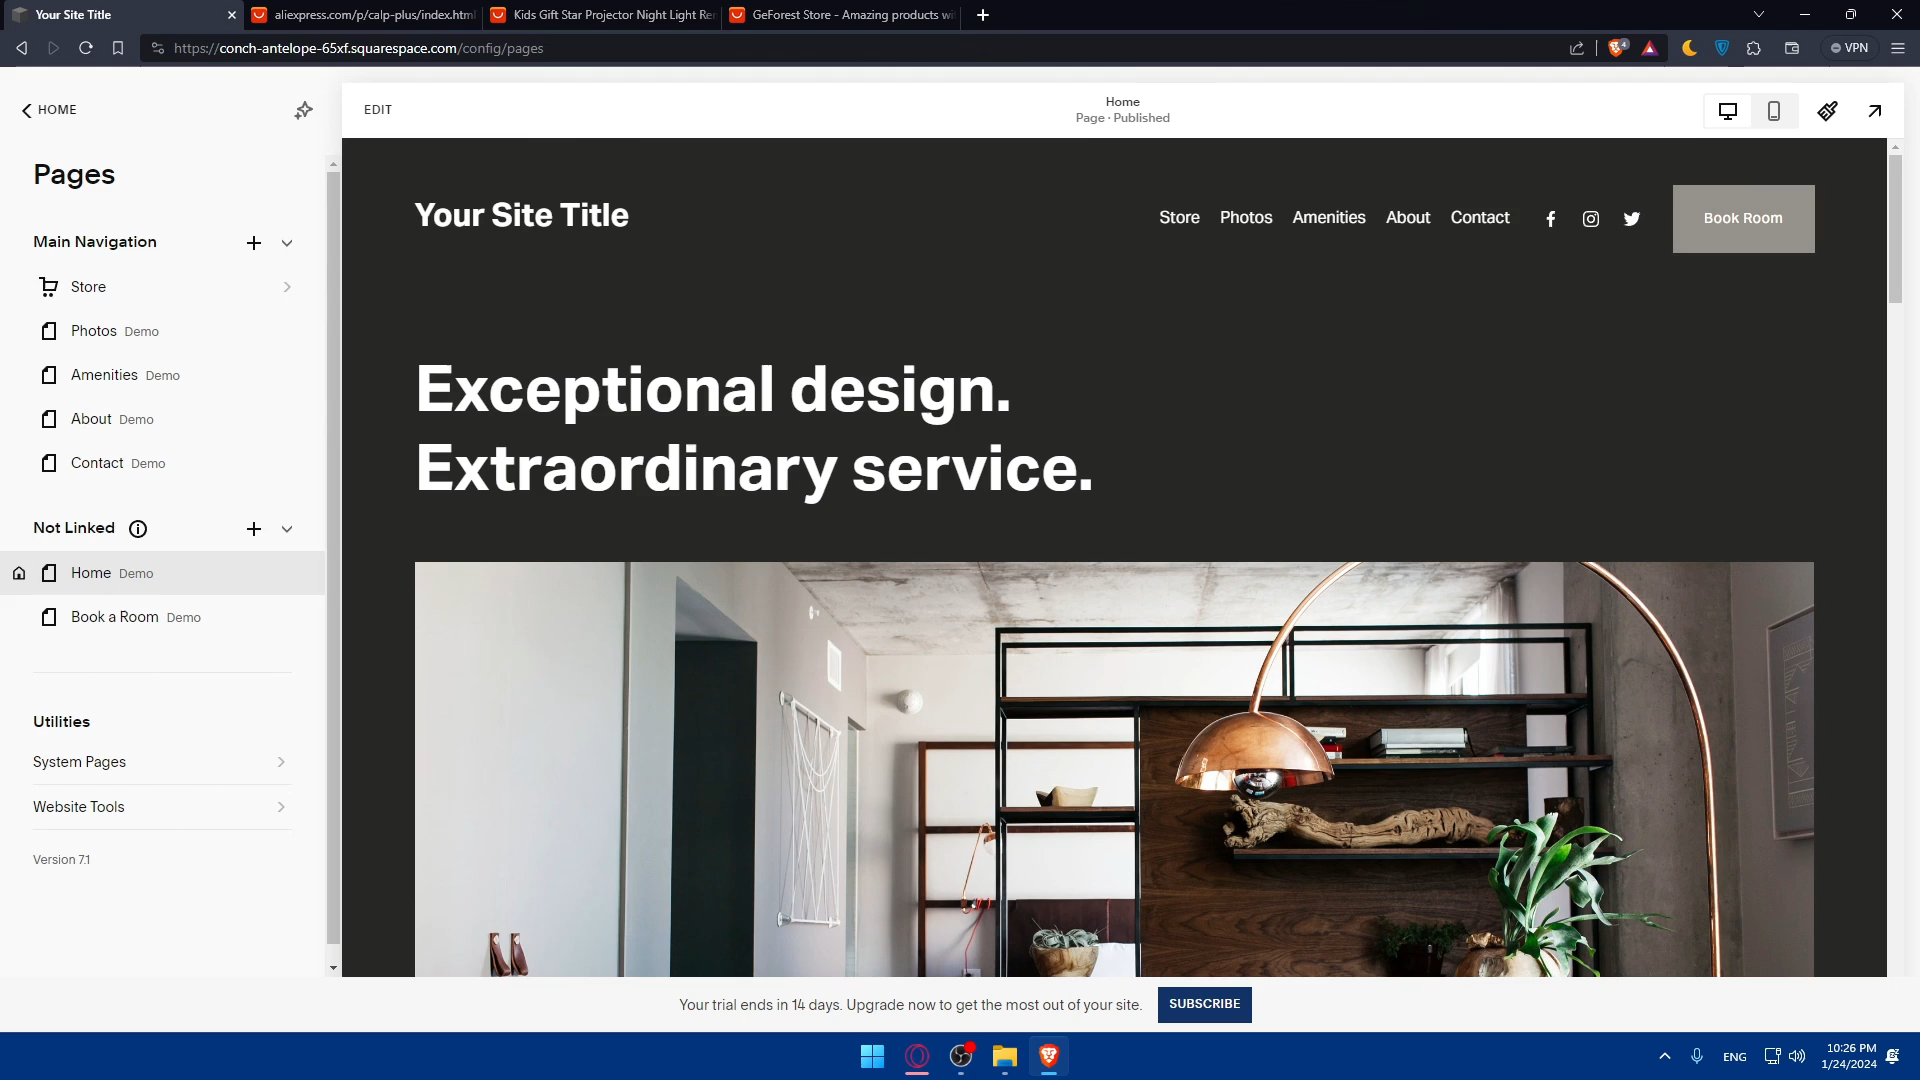 Your Site Title
aliexpress.com/p/calp-plus/index.html
Kids Gift Star Projector Night Light Rem
GeForest Store - Amazing products wi
https://conch-antelope-65xf.squarespace.com/config/pages
4
VPN
HOME
EDIT
Home
Page · Published
Pages
Main Navigation
Store
Photos Demo
Amenities Demo
About Demo
Contact Demo
Not Linked
Home Demo
Book a Room Demo
Utilities
System Pages
Website Tools
Version 7.1
Your Site Title
Store
Photos
Amenities
About
Contact
Book Room
Exceptional design.
Extraordinary service.
Your trial ends in 14 days. Upgrade now to get the most out of your site.
SUBSCRIBE
ENG
10:26 PM
1/24/2024